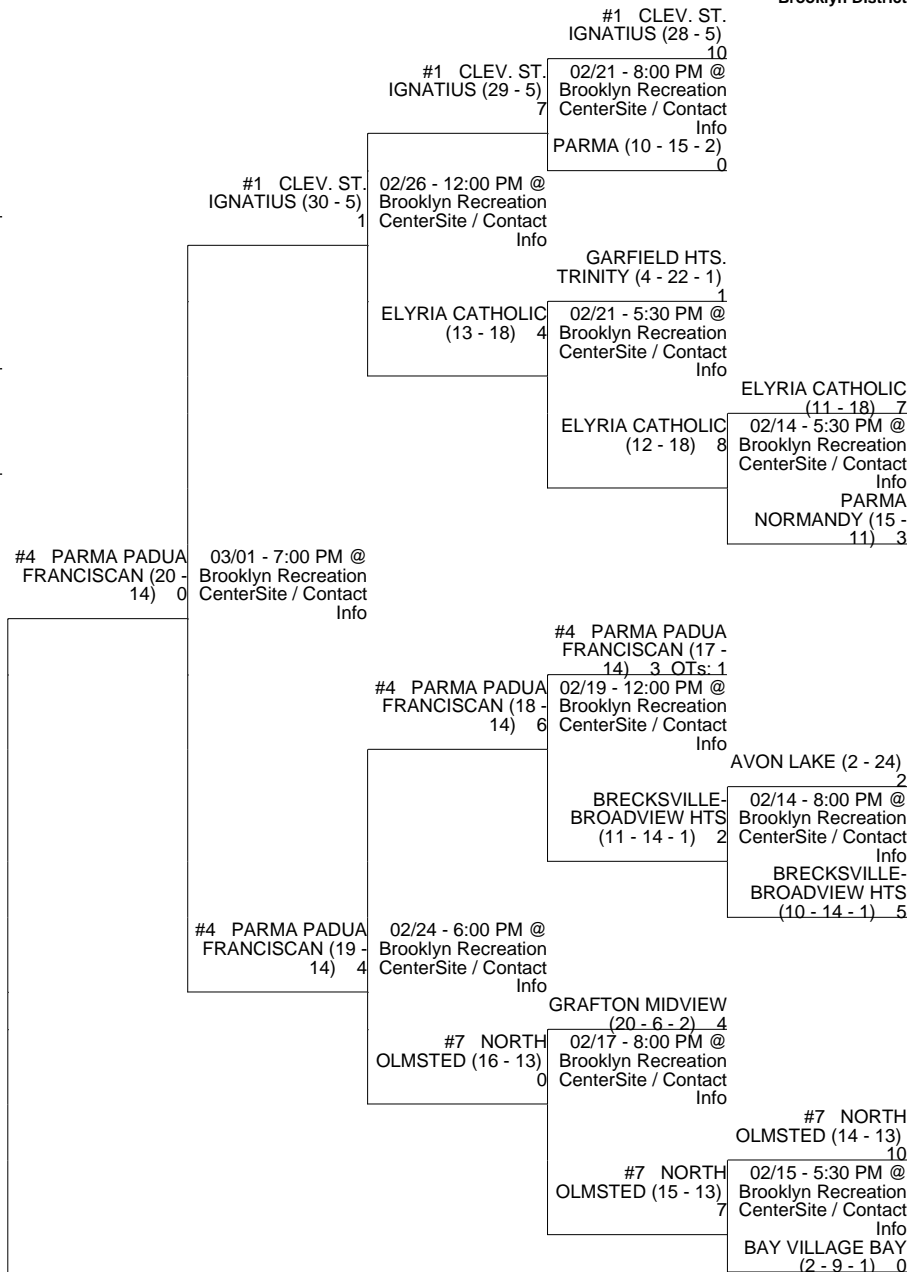 Brooklyn District
#1 CLEV. ST.
IGNATIUS (28 - 5)
10
02/21 - 8:00 PM @
Brooklyn Recreation
CenterSite / Contact
Info
PARMA (10 - 15 - 2)
0
#1 CLEV. ST.
IGNATIUS (29 - 5)
7
#1 CLEV. ST.
IGNATIUS (30 - 5)
1
02/26 - 12:00 PM @
Brooklyn Recreation
CenterSite / Contact
Info
GARFIELD HTS.
TRINITY (4 - 22 - 1)
1
ELYRIA CATHOLIC
(13 - 18) 4
02/21 - 5:30 PM @
Brooklyn Recreation
CenterSite / Contact
Info
ELYRIA CATHOLIC
(12 - 18) 8
ELYRIA CATHOLIC
(11 - 18) 7
02/14 - 5:30 PM @
Brooklyn Recreation
CenterSite / Contact
Info
PARMA
NORMANDY (15 -
11) 3
#4 PARMA PADUA
FRANCISCAN (20 -
14) 0
03/01 - 7:00 PM @
Brooklyn Recreation
CenterSite / Contact
Info
#4 PARMA PADUA
FRANCISCAN (17 -
14) 3 OTs: 1
#4 PARMA PADUA
FRANCISCAN (18 -
14) 6
02/19 - 12:00 PM @
Brooklyn Recreation
CenterSite / Contact
Info
AVON LAKE (2 - 24)
2
BRECKSVILLE-
BROADVIEW HTS
(11 - 14 - 1) 2
02/14 - 8:00 PM @
Brooklyn Recreation
CenterSite / Contact
Info
BRECKSVILLE-
BROADVIEW HTS
(10 - 14 - 1) 5
#4 PARMA PADUA
FRANCISCAN (19 -
14) 4
02/24 - 6:00 PM @
Brooklyn Recreation
CenterSite / Contact
Info
GRAFTON MIDVIEW
(20 - 6 - 2) 4
#7 NORTH
OLMSTED (16 - 13)
0
02/17 - 8:00 PM @
Brooklyn Recreation
CenterSite / Contact
Info
#7 NORTH
OLMSTED (14 - 13)
10
#7 NORTH
OLMSTED (15 - 13)
7
02/15 - 5:30 PM @
Brooklyn Recreation
CenterSite / Contact
Info
BAY VILLAGE BAY
(2 - 9 - 1) 0